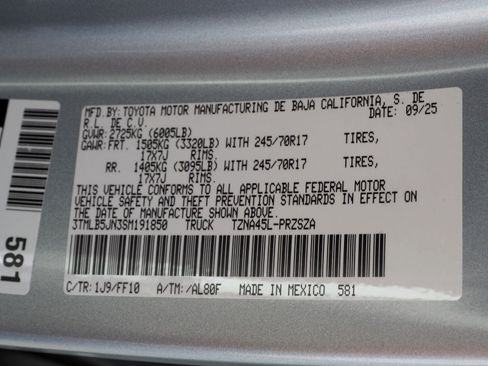 MFD.BY:TOYOTA MOTOR MANUFACTURING DE BAJA CALIFORNIA, S. DE
R.L. DE C.V. DATE: 09/25
GVWR: 2725KG (6005LB)
GAWR:FRT. 1505KG (3320LB) WITH 245/70R17 TIRES,
17X7J RIMS.
RR. 1405KG (3095LB) WITH 245/70R17 TIRES,
17X7J RIMS.
THIS VEHICLE CONFORMS TO ALL APPLICABLE FEDERAL MOTOR
VEHICLE SAFETY AND THEFT PREVENTION STANDARDS IN EFFECT ON
THE DATE OF MANUFACTURE SHOWN ABOVE.
3TMLB5JN3SM191850 TRUCK TZNA45L-PRZSZA
C/TR: 1J9/FF10 A/TM: /AL80F MADE IN MEXICO 581
581